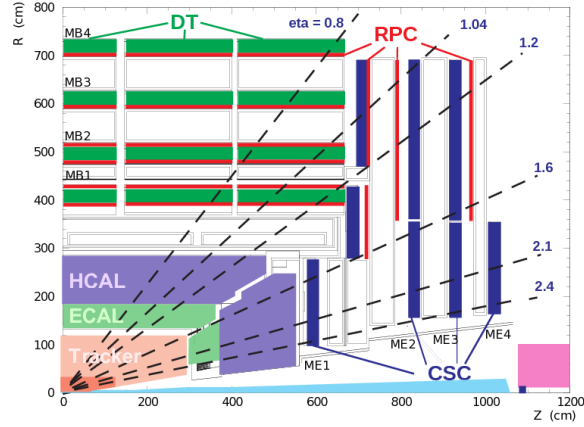 R (cm)
800
700
600
500
400
300
200
100
0
MB4
MB3
MB2
MB1
DT
eta = 0.8
1.04
RPC
1.2
1.6
2.1
2.4
HCAL
ECAL
Tracker
ME1
ME2
ME3
ME4
CSC
0
200
400
600
800
1000
1200
Z (cm)